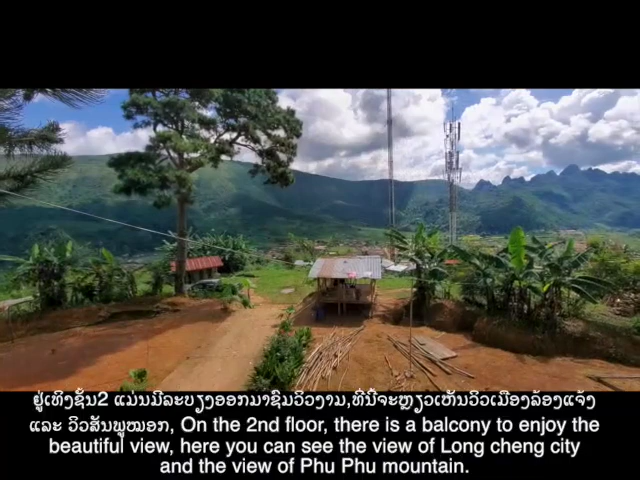 ຢູ່ເທິງຊັ້ນ2 ແມ່ນມີລະບຽງອອກມາຊົມວິວງາມ,ທີ່ນີ້ຈະຫຼຽວເຫັນວິວເມືອງລ້ອງແຈ້ງ
ແລະ ວິວສັນພູໝອກ, On the 2nd floor, there is a balcony to enjoy the
beautiful view, here you can see the view of Long cheng city
and the view of Phu Phu mountain.